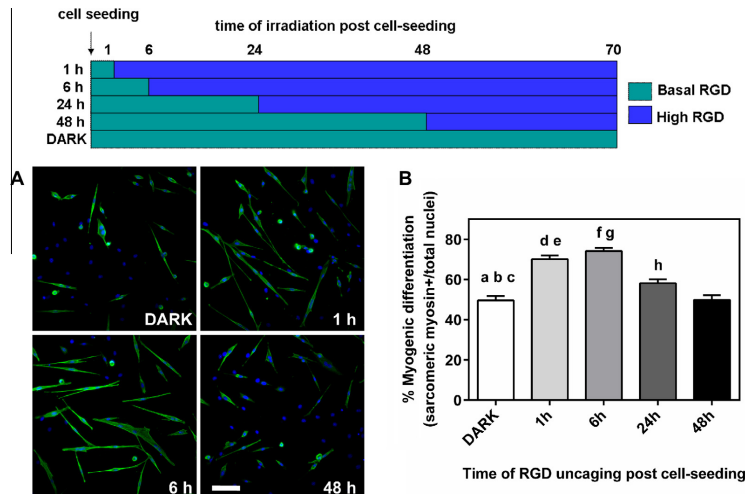 cell seeding
time of irradiation post cell-seeding
1 6 24 48 70
1 h
6 h
24 h
48 h
DARK
Basal RGD
High RGD
A
DARK
1 h
6 h
48 h
B
% Myogenic differentiation
(sarcomeric myosin+/total nuclei)
80
60
40
20
0
a b c
d e
f g
h
DARK
1h
6h
24h
48h
Time of RGD uncaging post cell-seeding